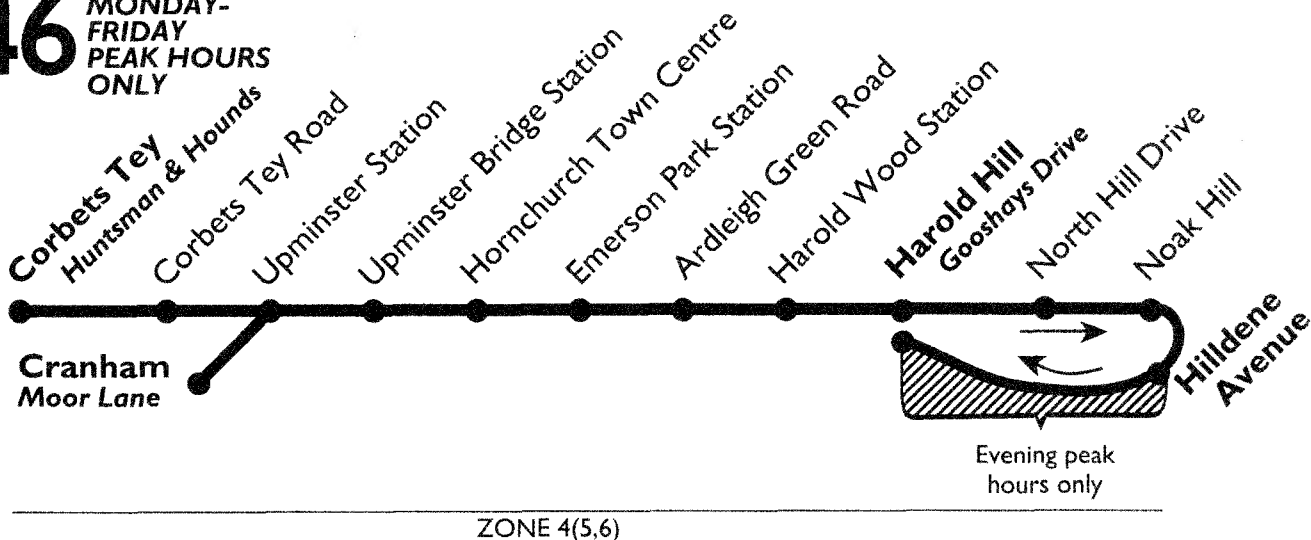 46
MONDAY-
FRIDAY
PEAK HOURS
ONLY
Corbets Tey
Huntsman & Hounds
Corbets Tey Road
Upminster Station
Upminster Bridge Station
Hornchurch Town Centre
Emerson Park Station
Ardleigh Green Road
Harold Wood Station
Harold Hill
Gooshays Drive
North Hill Drive
Noak Hill
Hilldene
Avenue
Cranham
Moor Lane
Evening peak
hours only
ZONE 4(5,6)